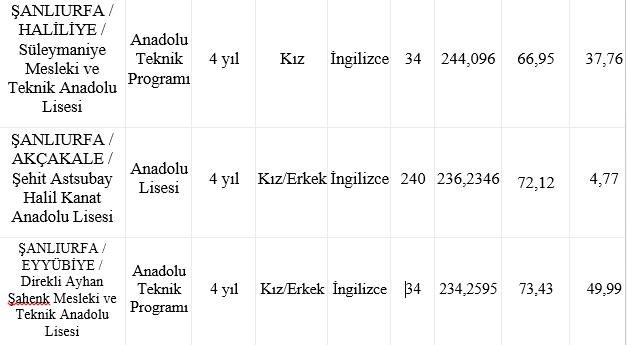 ŞANLIURFA /
HALİLİYE /
Süleymaniye
Mesleki ve
Teknik Anadolu
Lisesi
Anadolu
Teknik
Programı
4 yıl
Kız
İngilizce
34
244,096
66,95
37,76
ŞANLIURFA /
AKÇAKALE /
Şehit Astsubay
Halil Kanat
Anadolu Lisesi
Anadolu
Lisesi
4 yıl
Kız/Erkek
İngilizce
240
236,2346
72,12
4,77
ŞANLIURFA /
EYYÜBİYE /
Direkli Ayhan
Şahenk Mesleki ve
Teknik Anadolu
Lisesi
Anadolu
Teknik
Programı
4 yıl
Kız/Erkek
İngilizce
34
234,2595
73,43
49,99